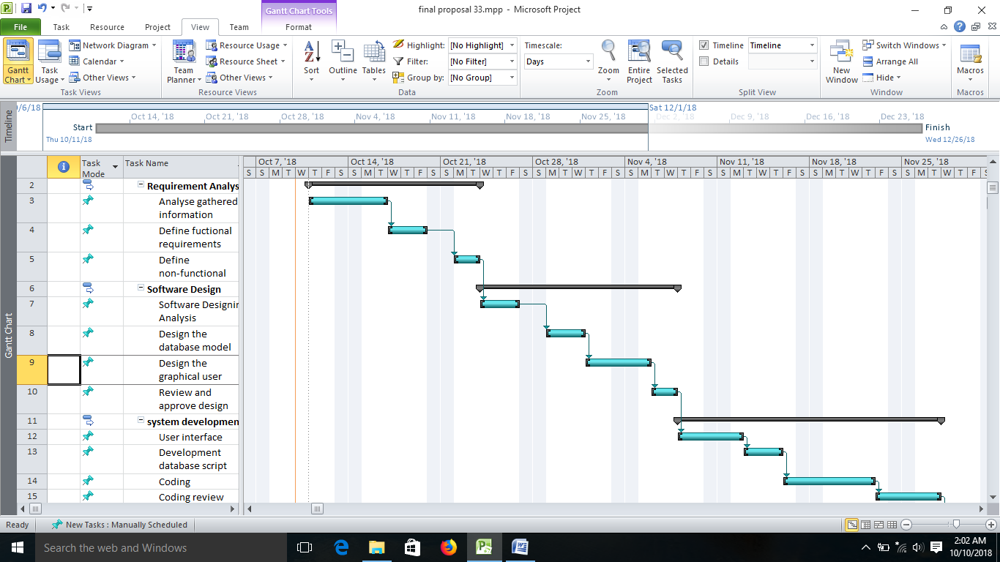 final proposal 33.mpp - Microsoft Project
Gantt Chart Tools
File Task Resource Project View Team Format
Gantt Chart
Task Usage
Network Diagram
Calendar
Other Views
Task Views
Team Planner
Resource Usage
Resource Sheet
Other Views
Resource Views
Sort
Outline
Tables
Highlight: [No Highlight]
Filter: [No Filter]
Group by: [No Group]
Data
Timescale:
Days
Zoom
Entire Project
Selected Tasks
Zoom
Timeline Timeline
Details
Split View
New Window
Switch Windows
Arrange All
Hide
Window
Macros
Macros
Timeline
/6/18 Sat 12/1/18
Oct 14, '18 Oct 21, '18 Oct 28, '18 Nov 4, '18 Nov 11, '18 Nov 18, '18 Nov 25, '18 Dec 2, '18 Dec 9, '18 Dec 16, '18 Dec 23, '18
Start Finish
Thu 10/11/18 Wed 12/26/18
Gantt Chart
Task Mode Task Name
Oct 7, '18 Oct 14, '18 Oct 21, '18 Oct 28, '18 Nov 4, '18 Nov 11, '18 Nov 18, '18 Nov 25, '18
S S M T W T F S S M T W T F S S M T W T F S S M T W T F S S M T W T F S S M T W T F S S M T W T F S S M T W T F S
2 Requirement Analys
3 Analyse gathered
information
4 Define fuctional
requirements
5 Define
non-functional
6 Software Design
7 Software Designin
Analysis
8 Design the
database model
9 Design the
graphical user
10 Review and
approve design
11 system developmen
12 User interface
13 Development
database script
14 Coding
15 Coding review
Ready New Tasks : Manually Scheduled
Search the web and Windows
2:02 AM
10/10/2018